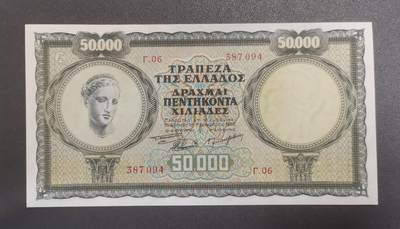 50.000
50.000
Γ.06
387094
ΤΡΑΠΕΖΑ
ΤΗΣ ΕΛΛΑΔΟΣ
ΔΡΑΧΜΑΙ
ΠΕΝΤΗΚΟΝΤΑ
ΧΙΛΙΑΔΕΣ
387094
50.000
Γ.06